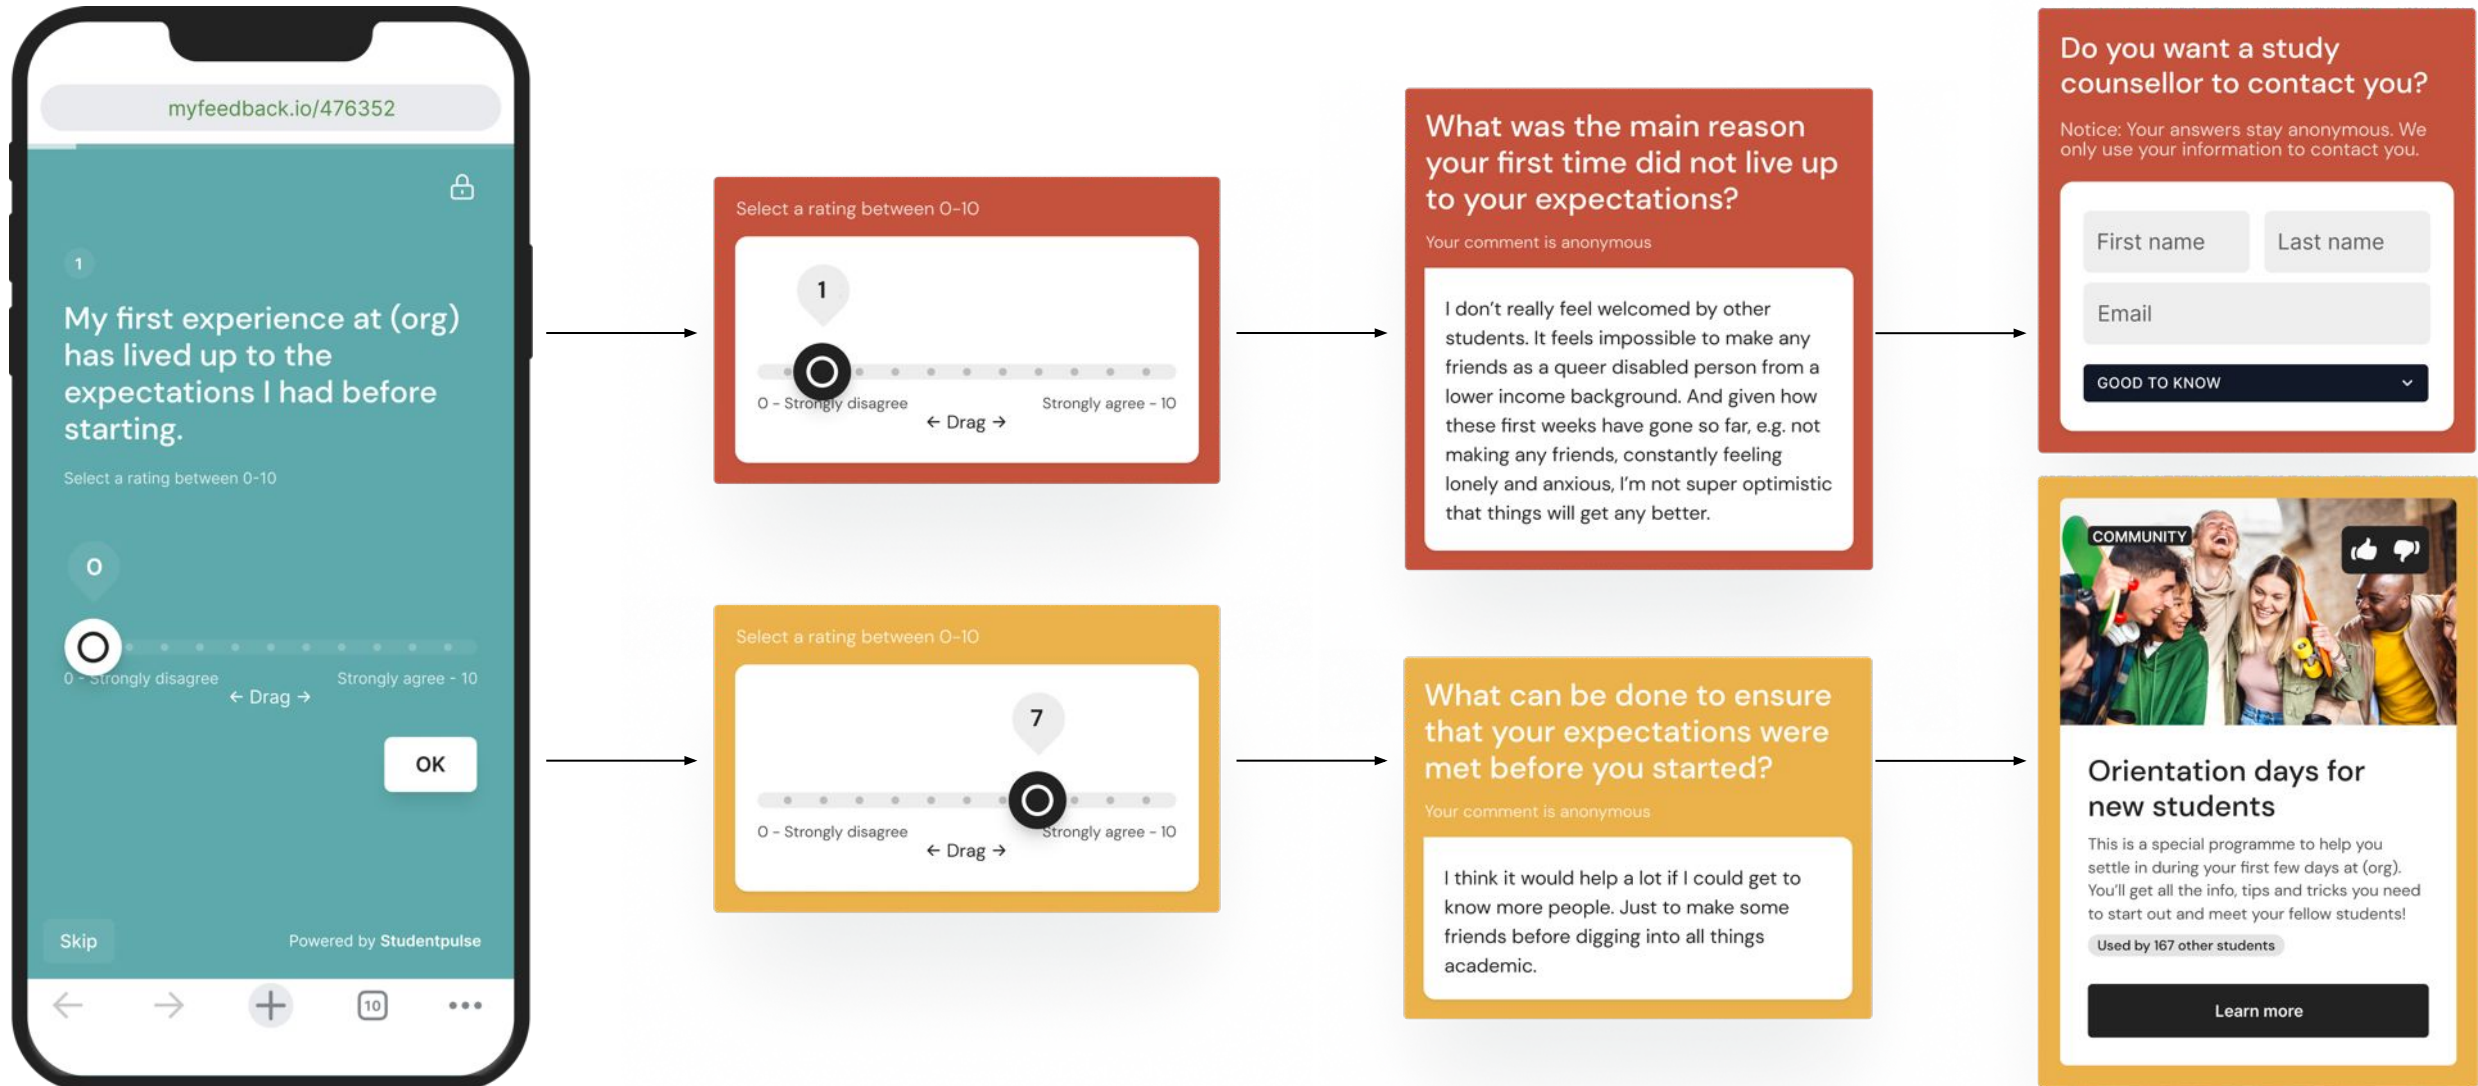 myfeedback.io/476352
1
My first experience at (org)
has lived up to the
expectations I had before
starting.
Select a rating between 0-10
0
0 - Strongly disagree
Strongly agree - 10
← Drag →
OK
Skip
Powered by Studentpulse
10
Select a rating between 0-10
1
0 - Strongly disagree
Strongly agree - 10
← Drag →
What was the main reason
your first time did not live up
to your expectations?
Your comment is anonymous
I don't really feel welcomed by other
students. It feels impossible to make any
friends as a queer disabled person from a
lower income background. And given how
these first weeks have gone so far, e.g. not
making any friends, constantly feeling
lonely and anxious, I'm not super optimistic
that things will get any better.
Do you want a study
counsellor to contact you?
Notice: Your answers stay anonymous. We
only use your information to contact you.
First name
Last name
Email
GOOD TO KNOW
Select a rating between 0-10
7
0 - Strongly disagree
Strongly agree - 10
← Drag →
What can be done to ensure
that your expectations were
met before you started?
Your comment is anonymous
I think it would help a lot if I could get to
know more people. Just to make some
friends before digging into all things
academic.
COMMUNITY
Orientation days for
new students
This is a special programme to help you
settle in during your first few days at (org).
You'll get all the info, tips and tricks you need
to start out and meet your fellow students!
Used by 167 other students
Learn more